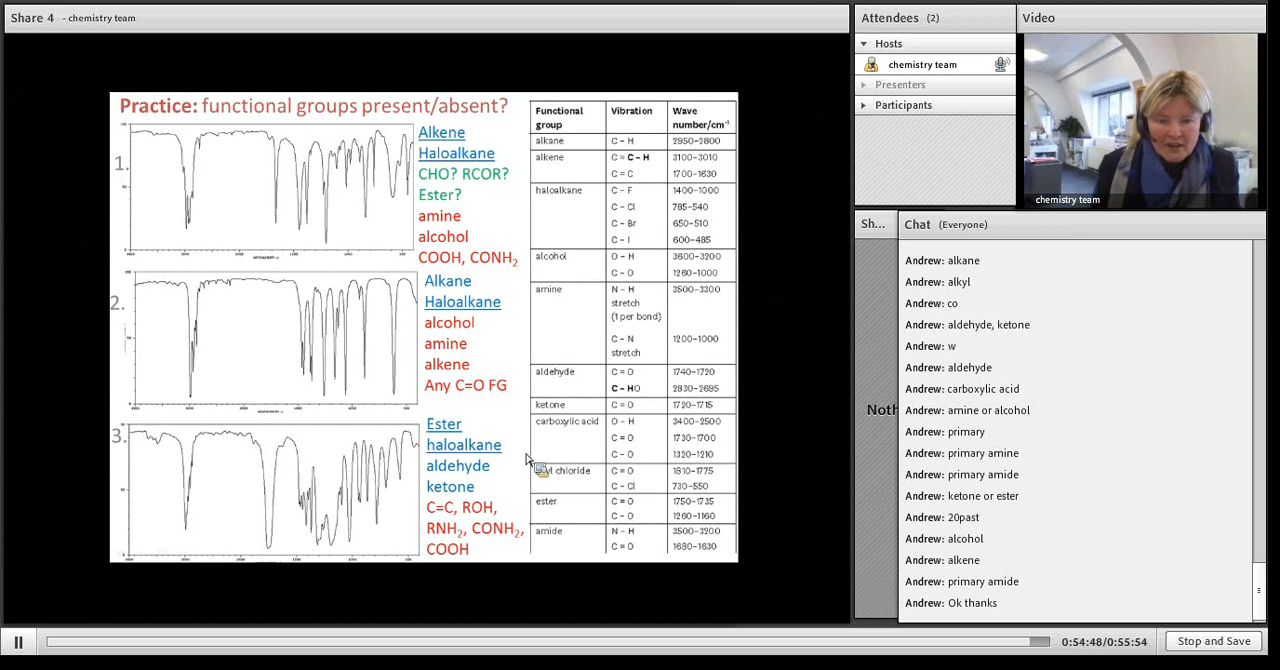 Share 4 - chemistry team
Practice: functional groups present/absent?
1.
Alkene
Haloalkane
CHO? RCOR?
Ester?
amine
alcohol
COOH, CONH2
2.
Alkane
Haloalkane
alcohol
amine
alkene
Any C=O FG
3.
Ester
haloalkane
aldehyde
ketone
C=C, ROH,
RNH2, CONH2,
COOH
Functional group Vibration Wave number/cm-1
alkane C – H 2950–2800
alkene C = C – H 3100–3010
C = C 1700–1630
haloalkane C – F 1400–1000
C – Cl 785–540
C – Br 650–510
C – I 600–485
alcohol O – H 3600–3200
C – O 1260–1000
amine N – H stretch (1 per bond) 3500–3300
C – N stretch 1200–1000
aldehyde C = O 1740–1720
C – HO 2830–2695
ketone C = O 1720–1715
carboxylic acid O – H 3400–2500
C = O 1730–1700
C – O 1320–1210
chloride C = O 1810–1775
C – Cl 730–550
ester C = O 1750–1735
C – O 1260–1160
amide N – H 3500–3200
C = O 1680–1630
Attendees (2)
Hosts
chemistry team
Presenters
Participants
Video
chemistry team
Sh...
Noth
Chat (Everyone)
Andrew: alkane
Andrew: alkyl
Andrew: co
Andrew: aldehyde, ketone
Andrew: w
Andrew: aldehyde
Andrew: carboxylic acid
Andrew: amine or alcohol
Andrew: primary
Andrew: primary amine
Andrew: primary amide
Andrew: ketone or ester
Andrew: 20past
Andrew: alcohol
Andrew: alkene
Andrew: primary amide
Andrew: Ok thanks
0:54:48/0:55:54
Stop and Save